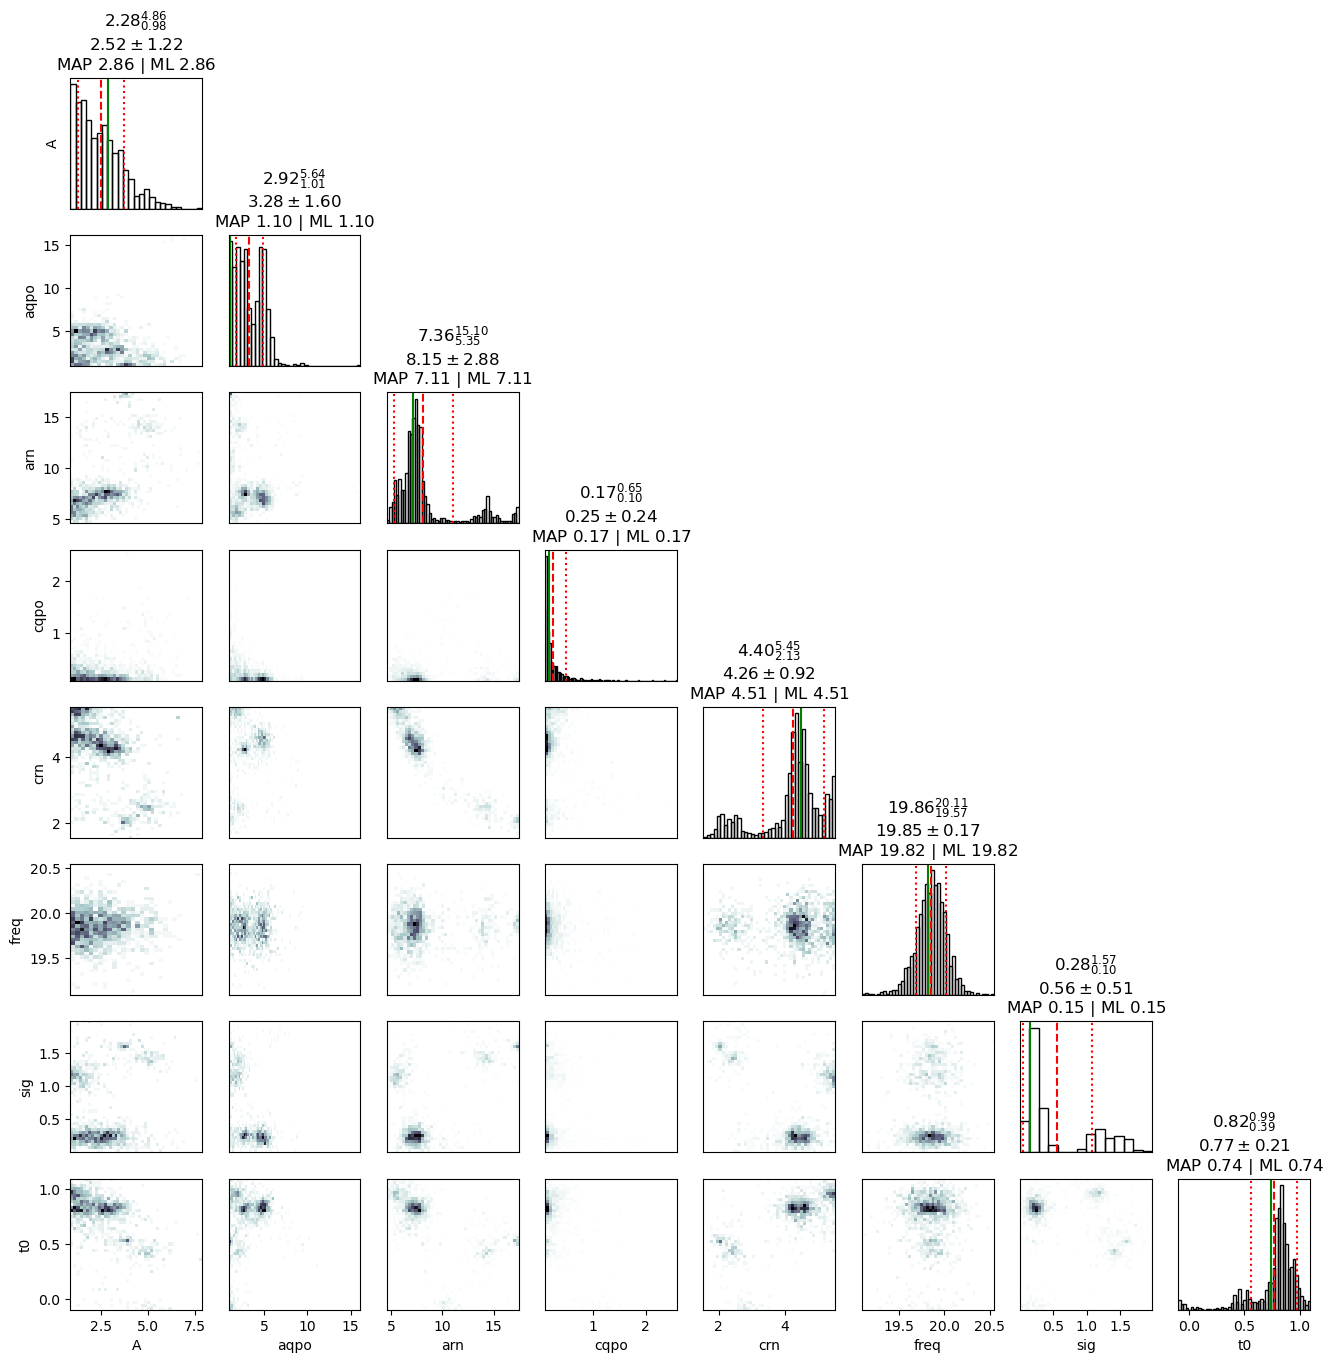 2.28^{4.86}_{0.98}
2.52 ± 1.22
MAP 2.86 | ML 2.86
A
2.92^{5.64}_{1.01}
3.28 ± 1.60
MAP 1.10 | ML 1.10
15
10
5
aqpo
7.36^{15.10}_{5.35}
8.15 ± 2.88
MAP 7.11 | ML 7.11
15
10
5
arn
0.17^{0.65}_{0.10}
0.25 ± 0.24
MAP 0.17 | ML 0.17
2
1
cqpo
4.40^{5.45}_{2.13}
4.26 ± 0.92
MAP 4.51 | ML 4.51
4
2
crn
19.86^{20.11}_{19.57}
19.85 ± 0.17
MAP 19.82 | ML 19.82
20.5
20.0
19.5
freq
0.28^{1.57}_{0.10}
0.56 ± 0.51
MAP 0.15 | ML 0.15
1.5
1.0
0.5
sig
0.82^{0.99}_{0.39}
0.77 ± 0.21
MAP 0.74 | ML 0.74
1.0
0.5
0.0
t0
2.5 5.0 7.5 5 10 15 5 10 15 1 2 2 4 19.5 20.0 20.5 0.5 1.0 1.5 0.0 0.5 1.0
A aqpo arn cqpo crn freq sig t0